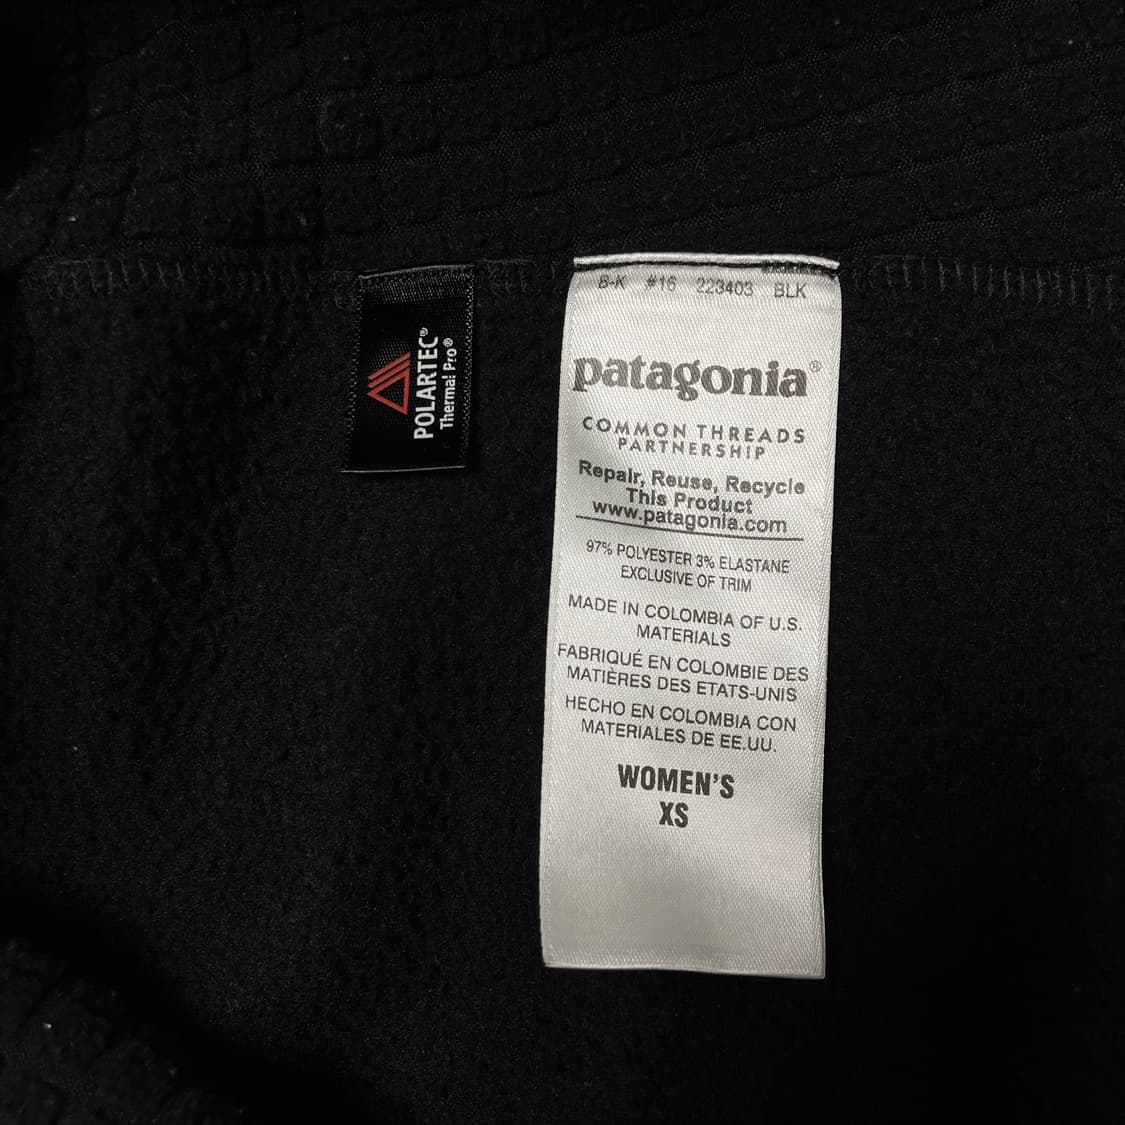 POLARTEC®
Thermal Pro®
B-K #16 223403 BLK
patagonia®
COMMON THREADS
PARTNERSHIP
Repair, Reuse, Recycle
This Product
www.patagonia.com
97% POLYESTER 3% ELASTANE
EXCLUSIVE OF TRIM
MADE IN COLOMBIA OF U.S.
MATERIALS
FABRIQUÉ EN COLOMBIE DES
MATIÈRES DES ETATS-UNIS
HECHO EN COLOMBIA CON
MATERIALES DE EE.UU.
WOMEN'S
XS